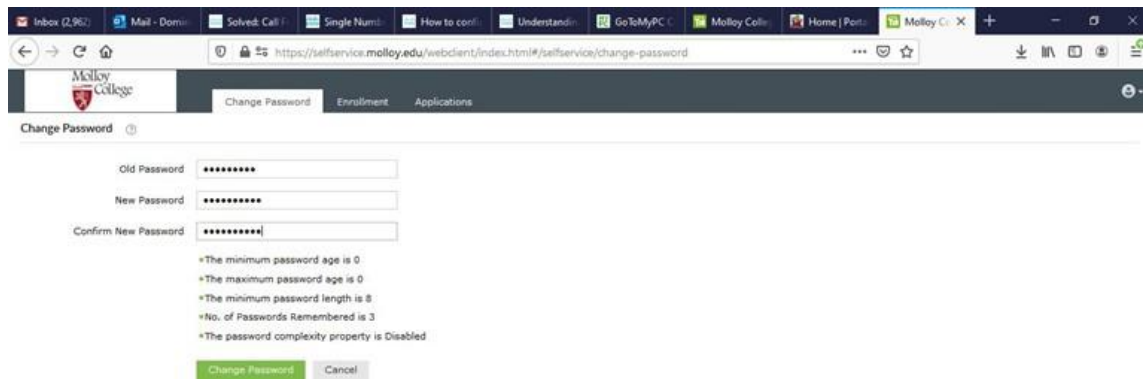 Inbox (2,962) Mail - Domin Solved: Call F Single Numb How to confi Understandin GoToMyPC C Molloy Colle Home | Porta Molloy C
https://selfservice.molloy.edu/webclient/index.html#/selfservice/change-password
Molloy College
Change Password Enrollment Applications
Change Password
Old Password
New Password
Confirm New Password
*The minimum password age is 0
*The maximum password age is 0
*The minimum password length is 8
*No. of Passwords Remembered is 3
*The password complexity property is Disabled
Change Password Cancel